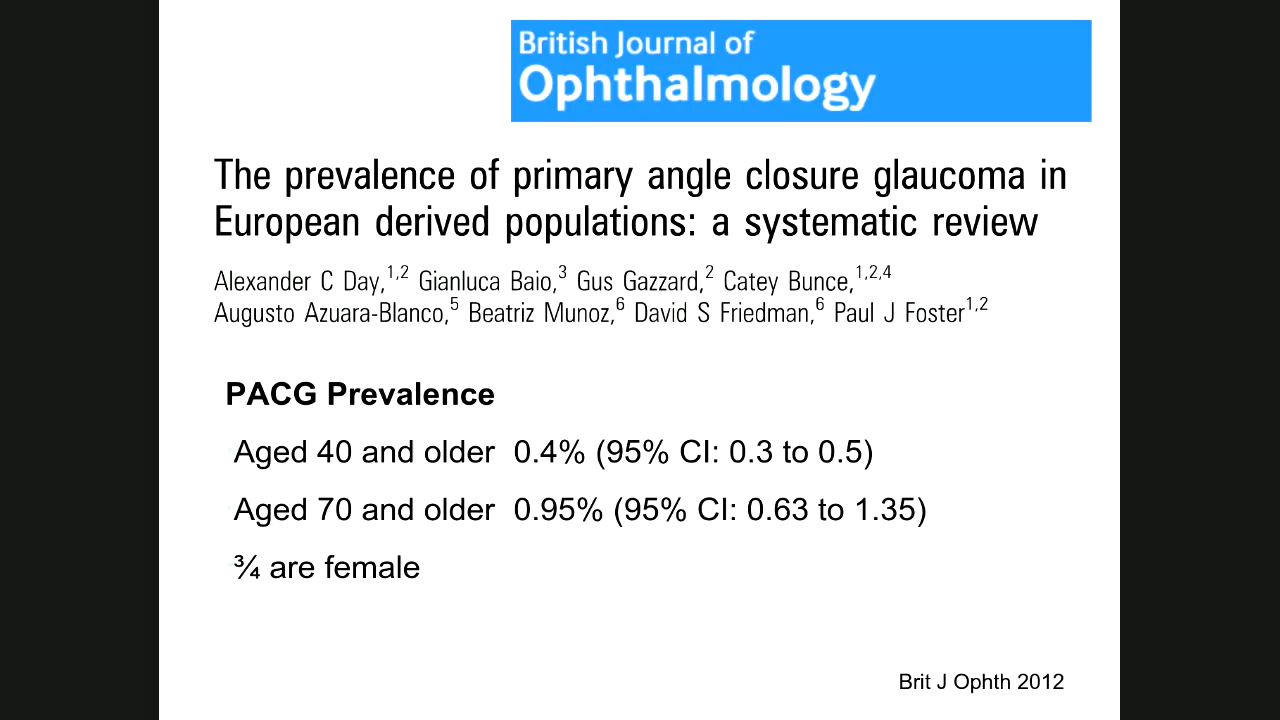 British Journal of
Ophthalmology
The prevalence of primary angle closure glaucoma in
European derived populations: a systematic review
Alexander C Day,1,2 Gianluca Baio,3 Gus Gazzard,2 Catey Bunce,1,2,4
Augusto Azuara-Blanco,5 Beatriz Munoz,6 David S Friedman,6 Paul J Foster1,2
PACG Prevalence
Aged 40 and older 0.4% (95% CI: 0.3 to 0.5)
Aged 70 and older 0.95% (95% CI: 0.63 to 1.35)
¾ are female
Brit J Ophth 2012